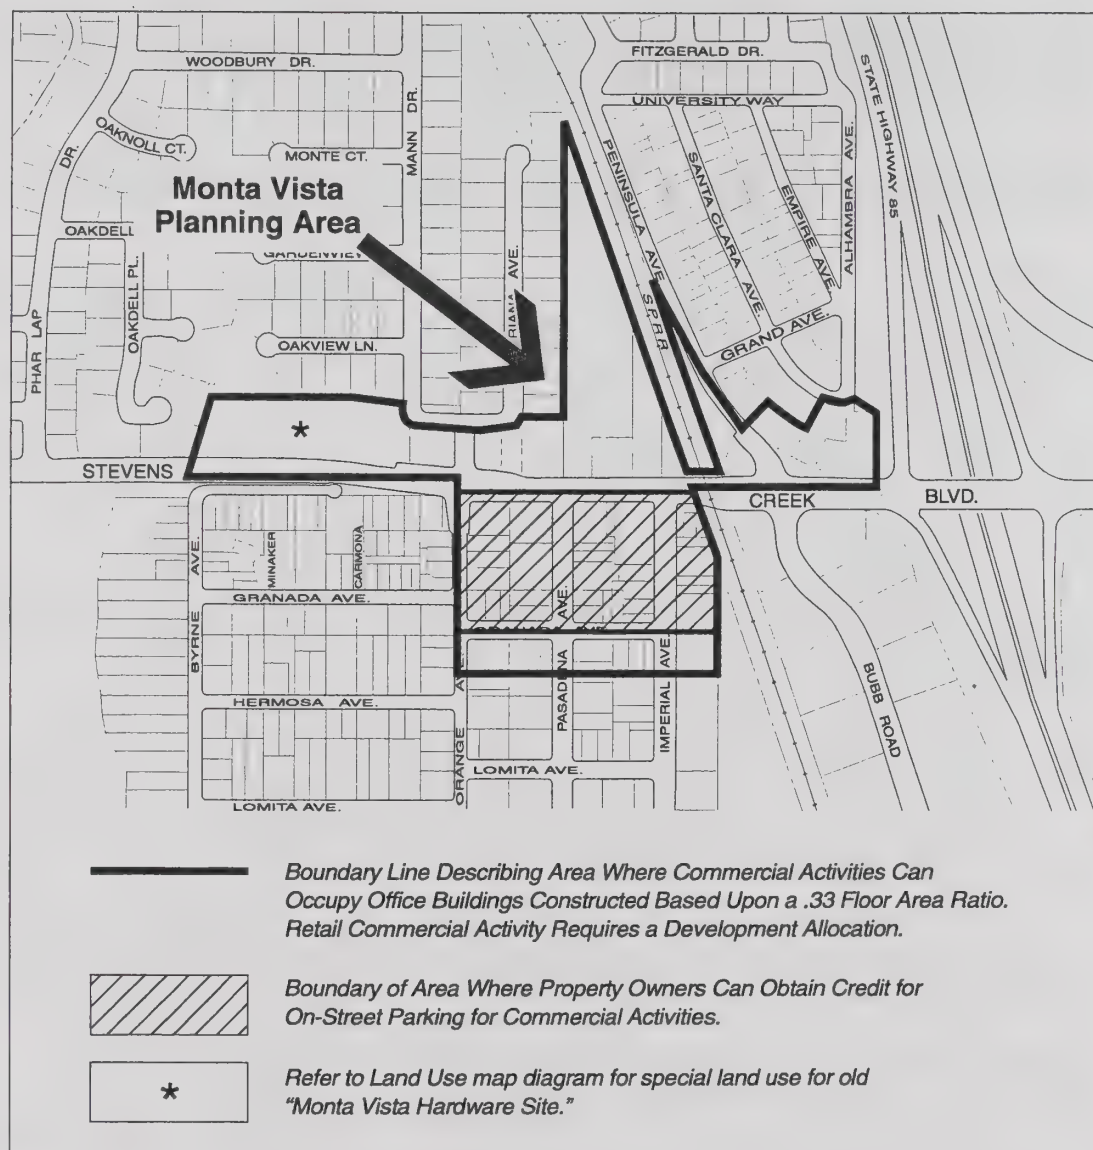 WOODBURY DR.
FITZGERALD DR.
UNIVERSITY WAY
STATE HIGHWAY 85
MANN DR.
OAKNOLL CT.
MONTE CT.
DR.
PENINSULA AVE
SANTA CLARA AVE.
EMPIRE AVE.
ALHAMBRA AVE.
Monta Vista
Planning Area
OAKDELL
AVE.
OAKDELL PL.
S.P.R.R
PHAR LAP
OAKVIEW LN.
GRAND AVE.
*
STEVENS
CREEK
BLVD.
AVE.
MINAKER
CARMONA
GRANADA AVE.
AVE.
BYRNE
HERMOSA AVE.
PASADENA
IMPERIAL AVE.
BUBB ROAD
ORANGE
LOMITA AVE.
LOMITA AVE.
Boundary Line Describing Area Where Commercial Activities Can
Occupy Office Buildings Constructed Based Upon a .33 Floor Area Ratio.
Retail Commercial Activity Requires a Development Allocation.
Boundary of Area Where Property Owners Can Obtain Credit for
On-Street Parking for Commercial Activities.
*
Refer to Land Use map diagram for special land use for old
"Monta Vista Hardware Site."